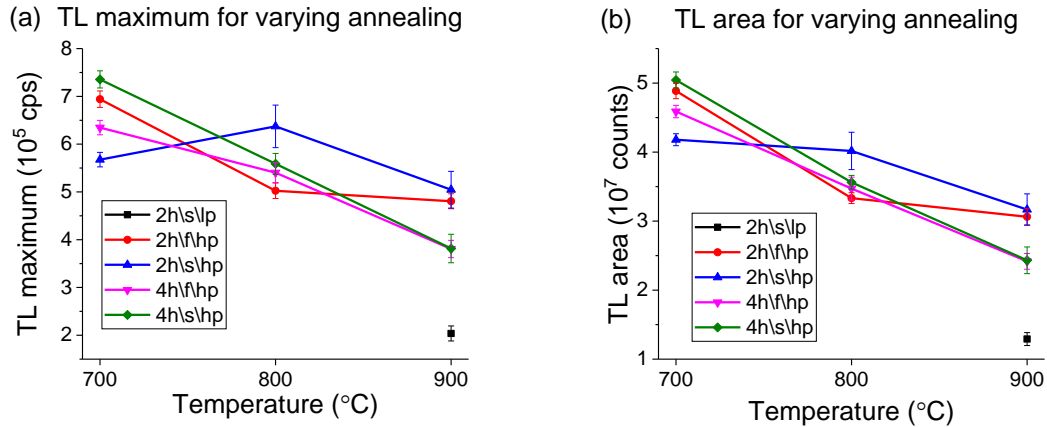 (a) TL maximum for varying annealing
TL maximum (10⁵ cps)
8
7
6
5
4
3
2
2h\s\lp
2h\f\hp
2h\s\hp
4h\f\hp
4h\s\hp
700 800 900
Temperature (°C)
(b) TL area for varying annealing
TL area (10⁷ counts)
5
4
3
2
1
2h\s\lp
2h\f\hp
2h\s\hp
4h\f\hp
4h\s\hp
700 800 900
Temperature (°C)